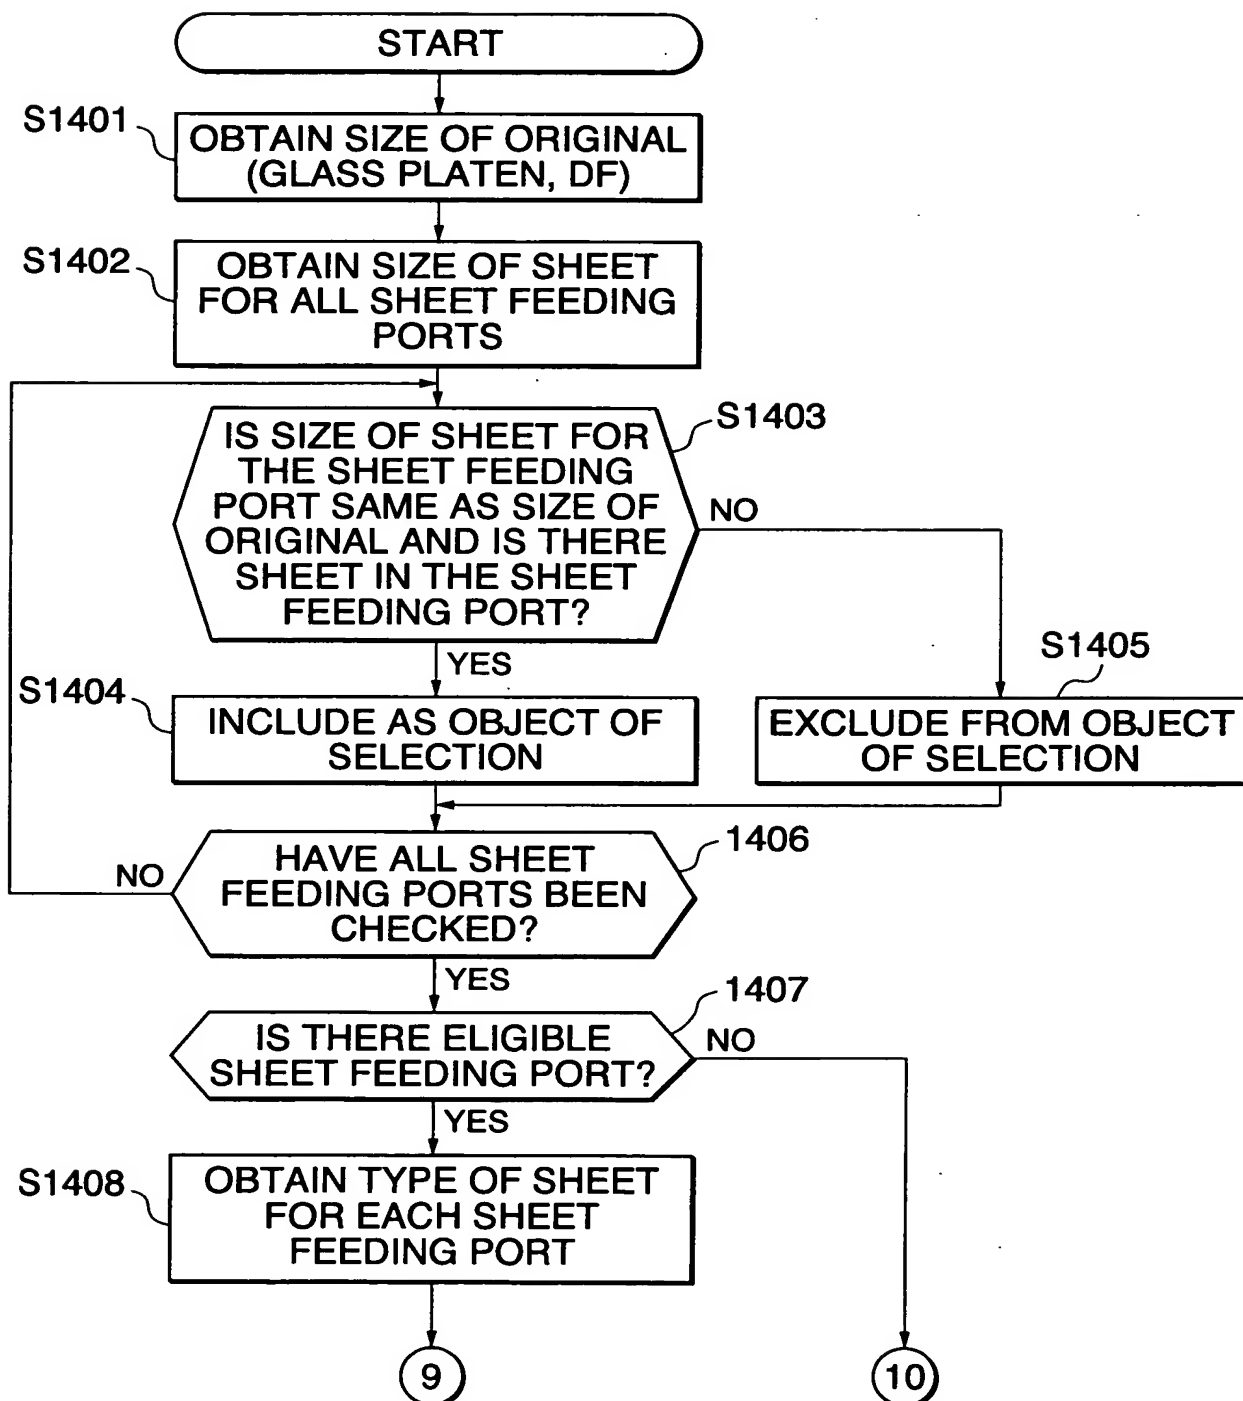 START
S1401
OBTAIN SIZE OF ORIGINAL
(GLASS PLATEN, DF)
S1402
OBTAIN SIZE OF SHEET
FOR ALL SHEET FEEDING
PORTS
S1403
IS SIZE OF SHEET FOR
THE SHEET FEEDING
PORT SAME AS SIZE OF
ORIGINAL AND IS THERE
SHEET IN THE SHEET
FEEDING PORT?
NO
YES
S1404
INCLUDE AS OBJECT OF
SELECTION
S1405
EXCLUDE FROM OBJECT
OF SELECTION
1406
HAVE ALL SHEET
FEEDING PORTS BEEN
CHECKED?
NO
YES
1407
IS THERE ELIGIBLE
SHEET FEEDING PORT?
NO
YES
S1408
OBTAIN TYPE OF SHEET
FOR EACH SHEET
FEEDING PORT
9
10